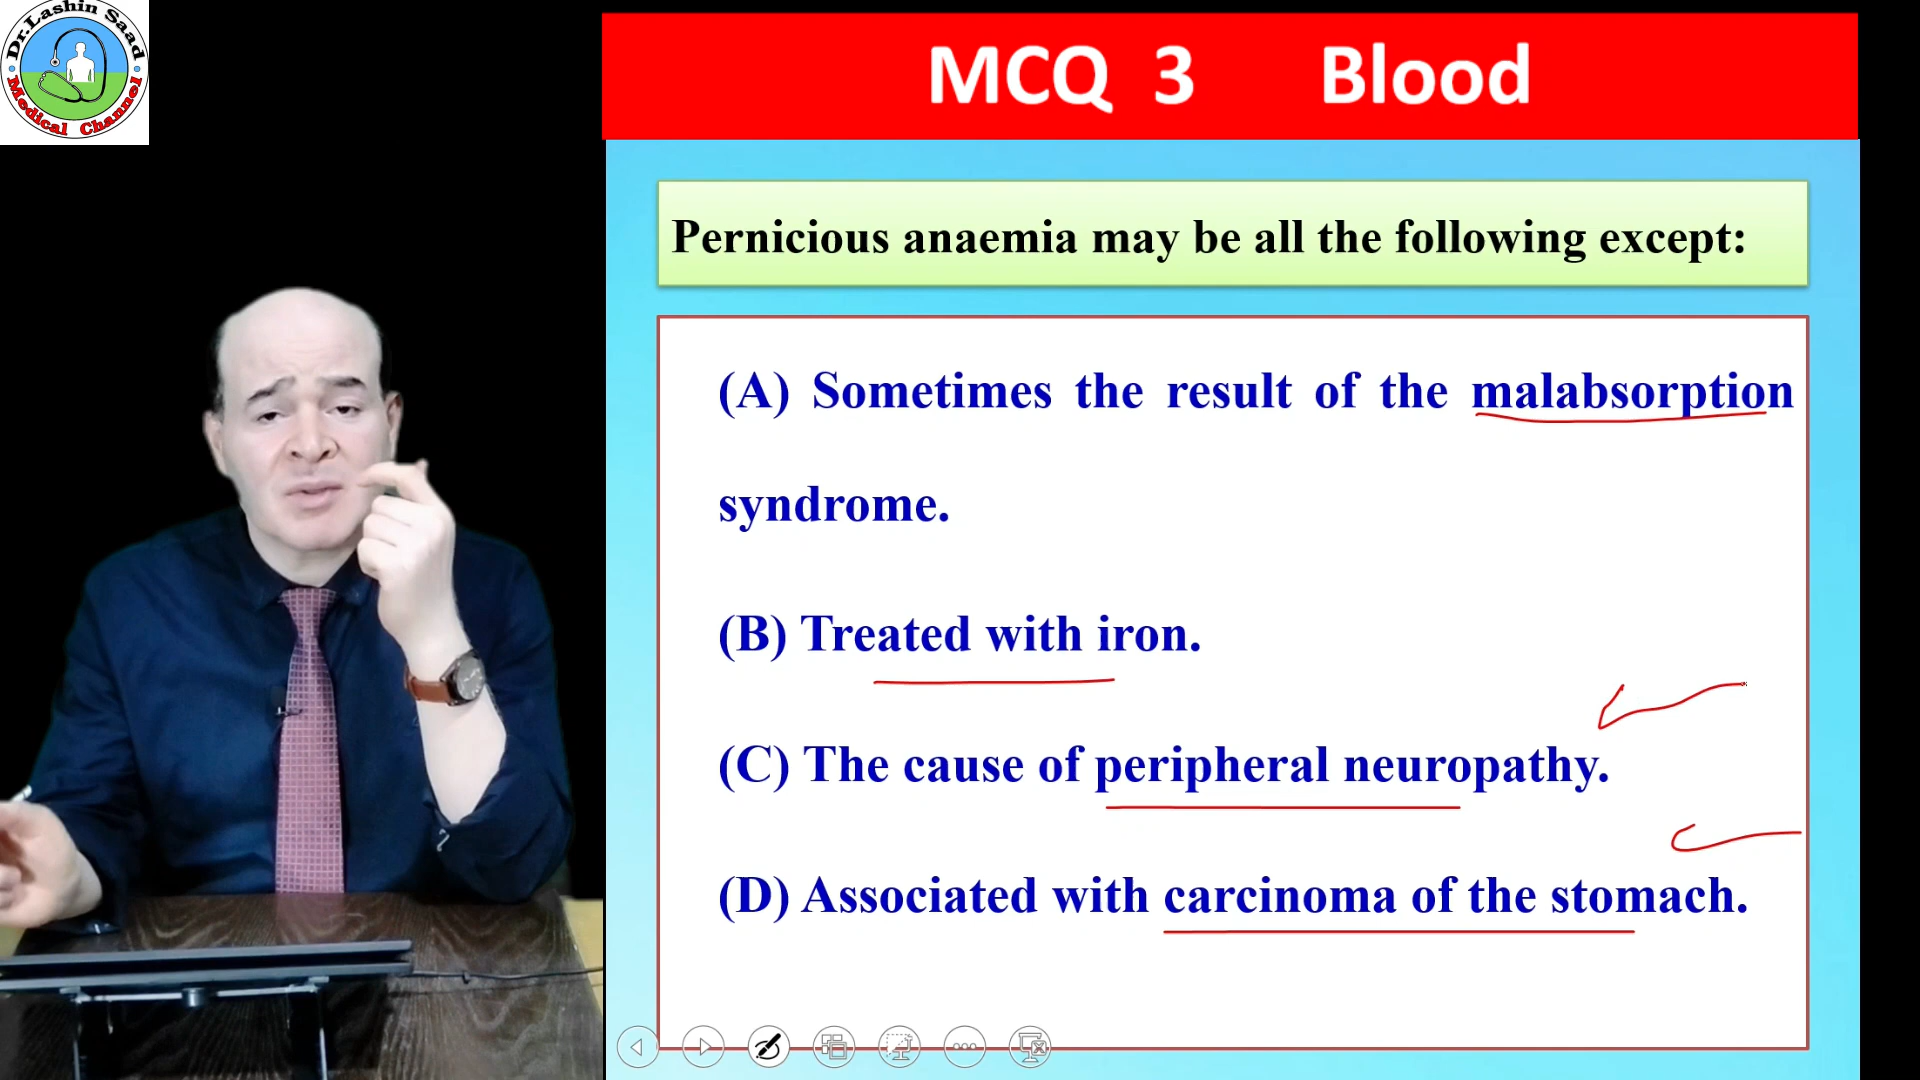 Dr.Lashin Saad
Medical Channel
MCQ 3 Blood
Pernicious anaemia may be all the following except:
(A) Sometimes the result of the malabsorption
syndrome.
(B) Treated with iron.
(C) The cause of peripheral neuropathy.
(D) Associated with carcinoma of the stomach.